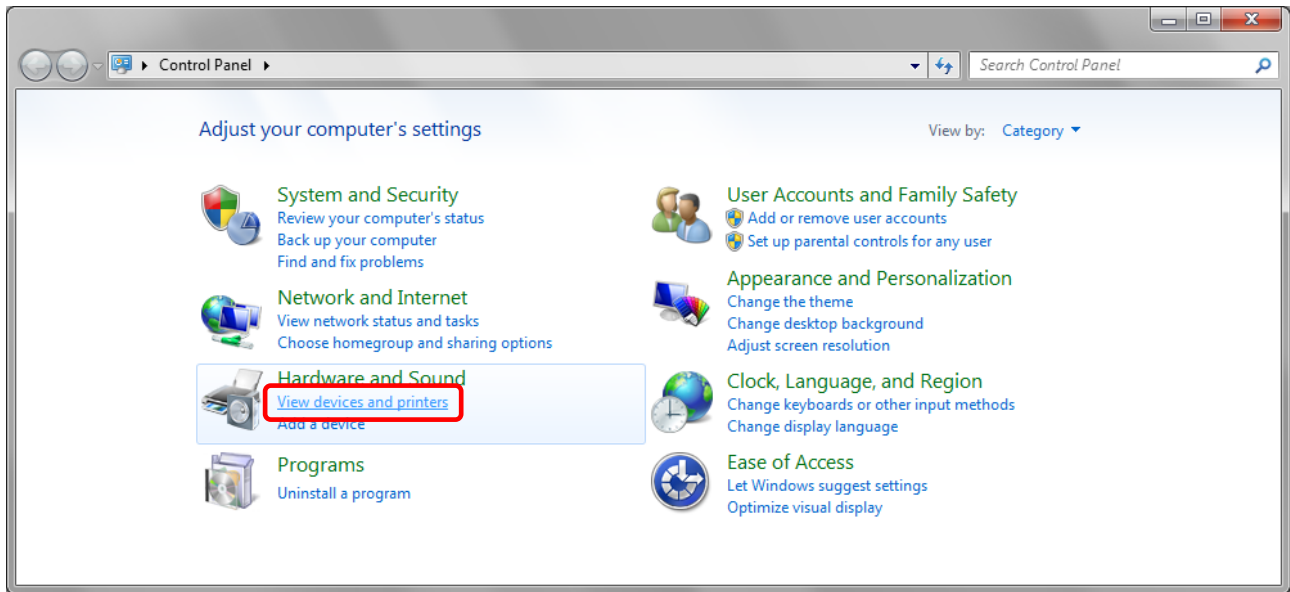 Control Panel
Search Control Panel
Adjust your computer's settings
View by: Category
System and Security
Review your computer's status
Back up your computer
Find and fix problems
Network and Internet
View network status and tasks
Choose homegroup and sharing options
Hardware and Sound
View devices and printers
Add a device
Programs
Uninstall a program
User Accounts and Family Safety
Add or remove user accounts
Set up parental controls for any user
Appearance and Personalization
Change the theme
Change desktop background
Adjust screen resolution
Clock, Language, and Region
Change keyboards or other input methods
Change display language
Ease of Access
Let Windows suggest settings
Optimize visual display